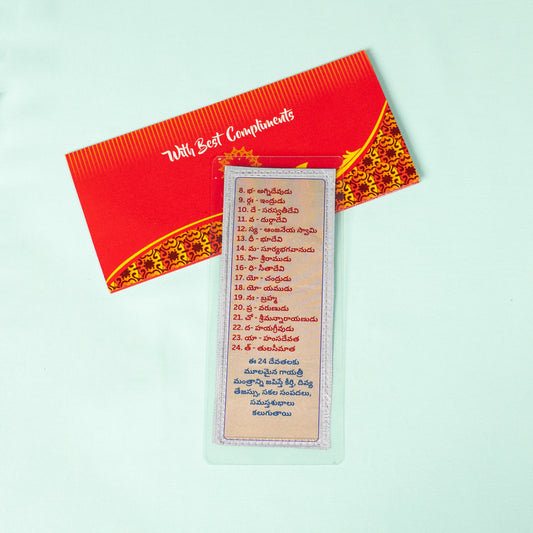 With Best Compliments
8. భ- అగ్నిదేవుడు
9. ర్గః - ఇంద్రుడు
10. దే - సరస్వతీదేవి
11. వ - దుర్గాదేవి
12. స్య - ఆంజనేయ స్వామి
13. ధీ - భూదేవి
14. మ- సూర్యభగవానుడు
15. హి- శ్రీరాముడు
16- ధి- సీతాదేవి
17. యో - చంద్రుడు
18. యో- యముడు
19. నః - బ్రహ్మ
20. ప్ర - వరుణుడు
21. చో - శ్రీమన్నారాయణుడు
22. ద- హయగ్రీవుడు
23. యా - హంసదేవత
24. త్ - తులసీమాత
ఈ 24 దేవతలకు
మూలమైన గాయత్రీ
మంత్రాన్ని జపిస్తే కీర్తి, దివ్య
తేజస్సు, సకల సంపదలు,
సమస్తశుభాలు
కలుగుతాయి